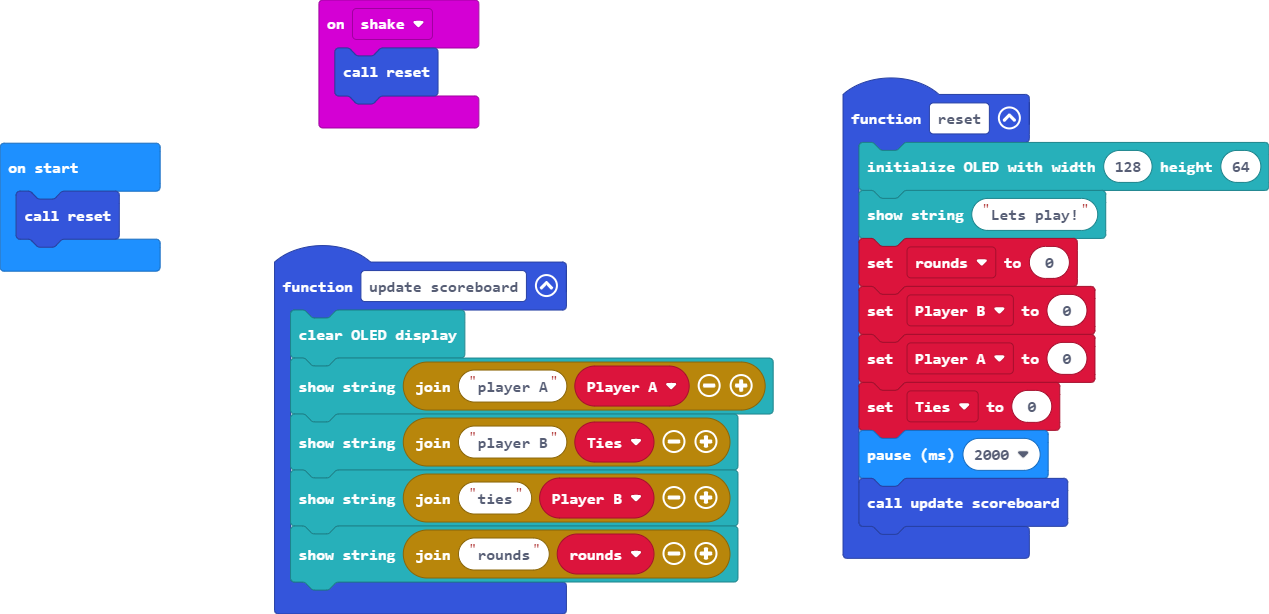 on shake
call reset
on start
call reset
function update scoreboard
clear OLED display
show string join "player A" Player A
show string join "player B" Ties
show string join "ties" Player B
show string join "rounds" rounds
function reset
initialize OLED with width 128 height 64
show string "Lets play!"
set rounds to 0
set Player B to 0
set Player A to 0
set Ties to 0
pause (ms) 2000
call update scoreboard